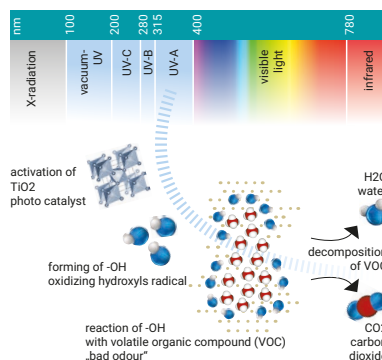 nm
100
200
280
315
400
780
X-radiation
vacuum-
UV
UV-C
UV-B
UV-A
visible
light
infrared
activation of
TiO2
photo catalyst
forming of -OH
oxidizing hydroxyls radical
reaction of -OH
with volatile organic compound (VOC)
„bad odour“
H2O
water
decomposition
of VOC
CO2